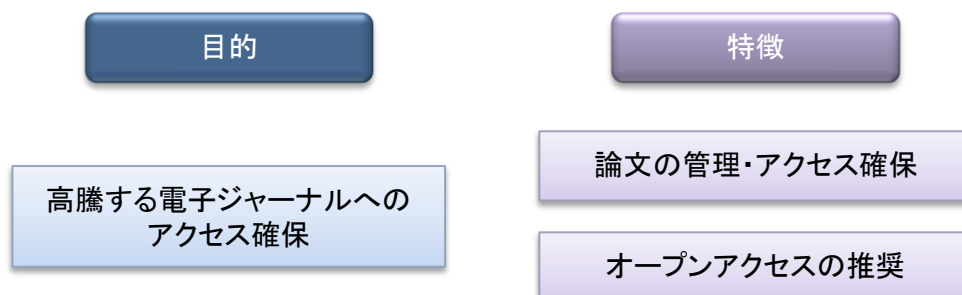 目的
特徴
高騰する電子ジャーナルへの
アクセス確保
論文の管理・アクセス確保
オープンアクセスの推奨